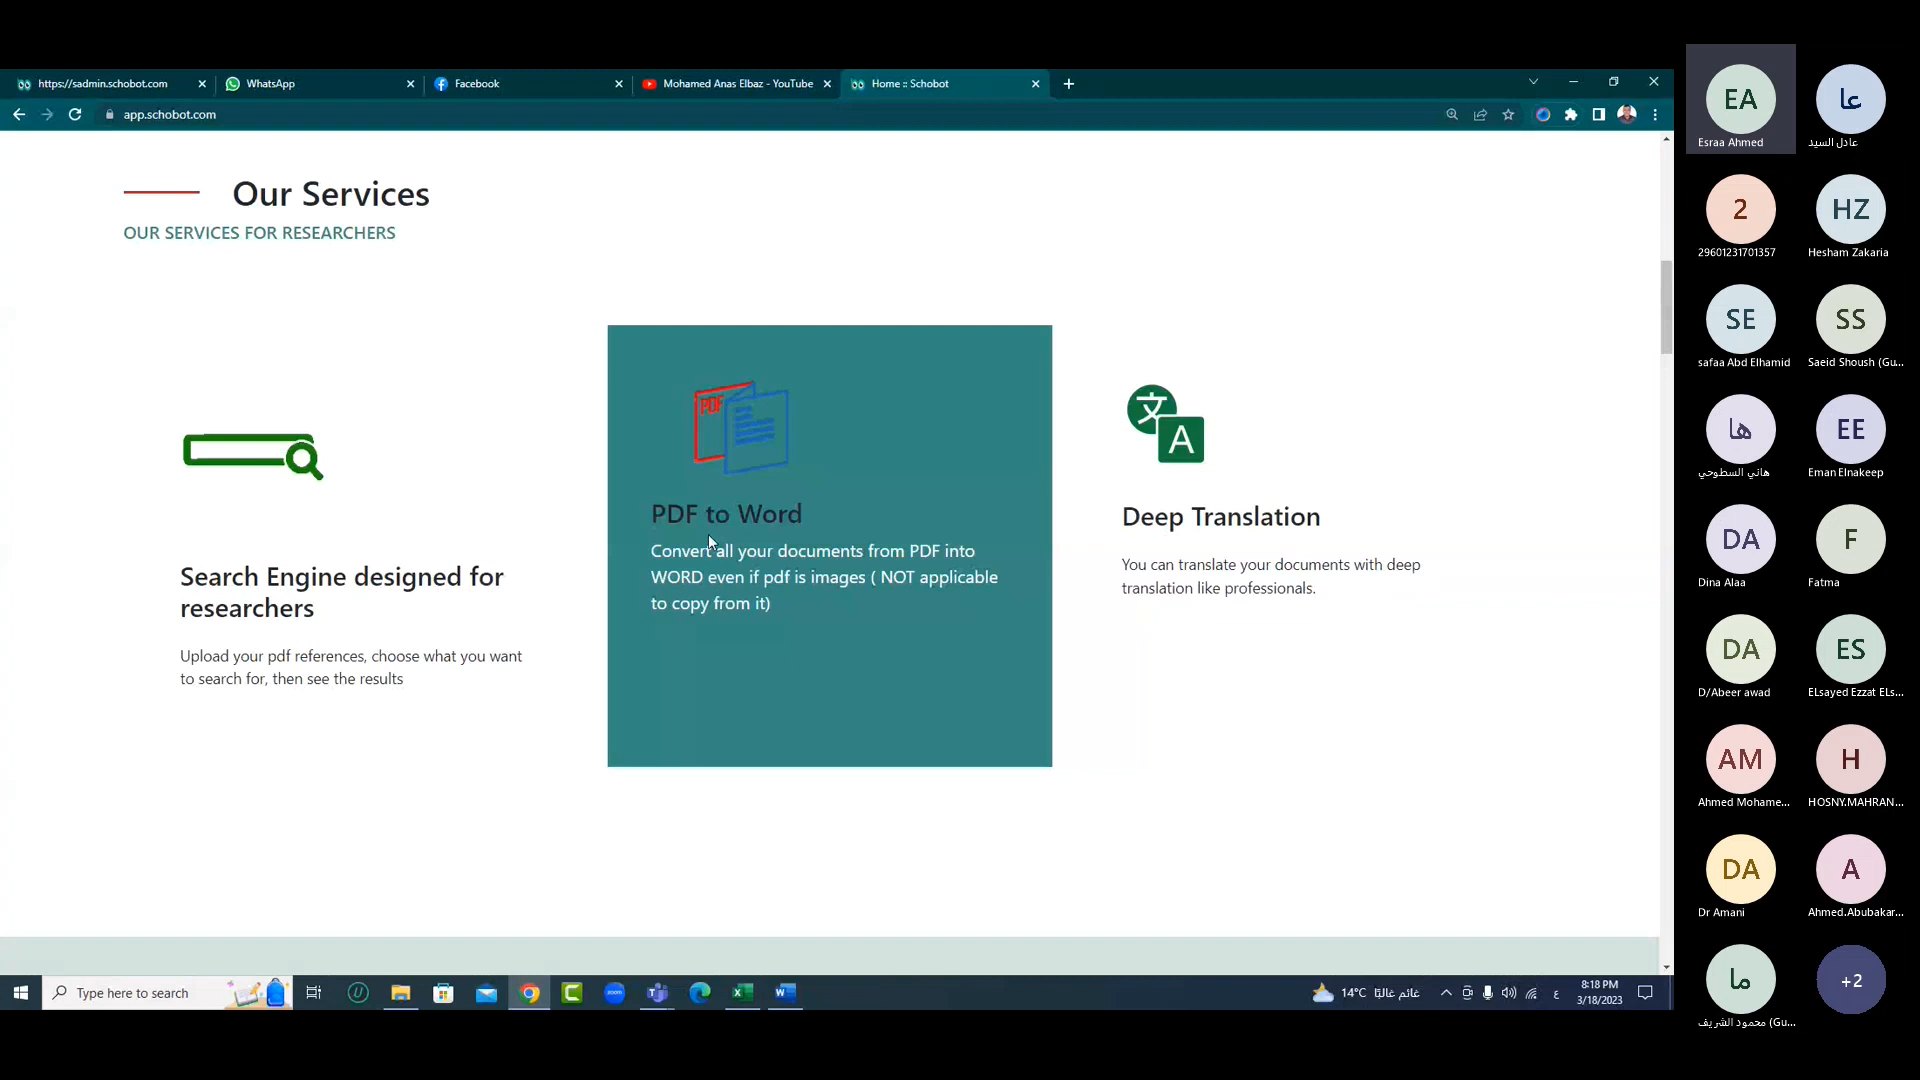 https://sadmin.schobot.com
WhatsApp
Facebook
Mohamed Anas Elbaz - YouTube
Home :: Schobot
app.schobot.com
Our Services
OUR SERVICES FOR RESEARCHERS
Search Engine designed for
researchers
Upload your pdf references, choose what you want
to search for, then see the results
PDF
PDF to Word
Convert all your documents from PDF into
WORD even if pdf is images ( NOT applicable
to copy from it)
文
A
Deep Translation
You can translate your documents with deep
translation like professionals.
Type here to search
zoom
14°C غائم غالبًا
ع
8:18 PM
3/18/2023
EA
Esraa Ahmed
عا
عادل السيد
2
29601231701357
HZ
Hesham Zakaria
SE
safaa Abd Elhamid
SS
Saeid Shoush (Gu...
ها
هاني السطوحي
EE
Eman Elnakeep
DA
Dina Alaa
F
Fatma
DA
D/Abeer awad
ES
ELsayed Ezzat ELs...
AM
Ahmed Mohame...
H
HOSNY.MAHRAN...
DA
Dr Amani
A
Ahmed.Abubakar...
ما
محمود الشريف (Gu...
+2